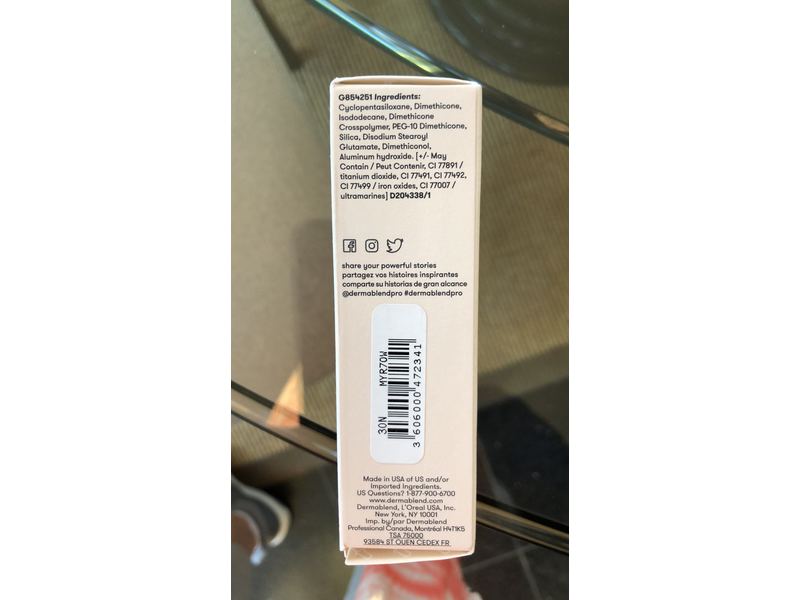 G854251 Ingredients:
Cyclopentasiloxane, Dimethicone,
Isododecane, Dimethicone
Crosspolymer, PEG-10 Dimethicone,
Silica, Disodium Stearoyl
Glutamate, Dimethiconol,
Aluminum hydroxide. [+/- May
Contain / Peut Contenir, CI 77891 /
titanium dioxide, CI 77491, CI 77492,
CI 77499 / iron oxides, CI 77007 /
ultramarines] D204338/1
share your powerful stories
partagez vos histoires inspirantes
comparte su historias de gran alcance
@dermablendpro #dermablendpro
30N MYR70W
3 606000 472341
Made in USA of US and/or
Imported Ingredients.
US Questions? 1-877-900-6700
www.dermablend.com
Dermablend, L'Oreal USA, Inc.
New York, NY 10001
Imp. by/par Dermablend
Professional Canada, Montréal H4T1K5
TSA 75000
93584 ST OUEN CEDEX FR